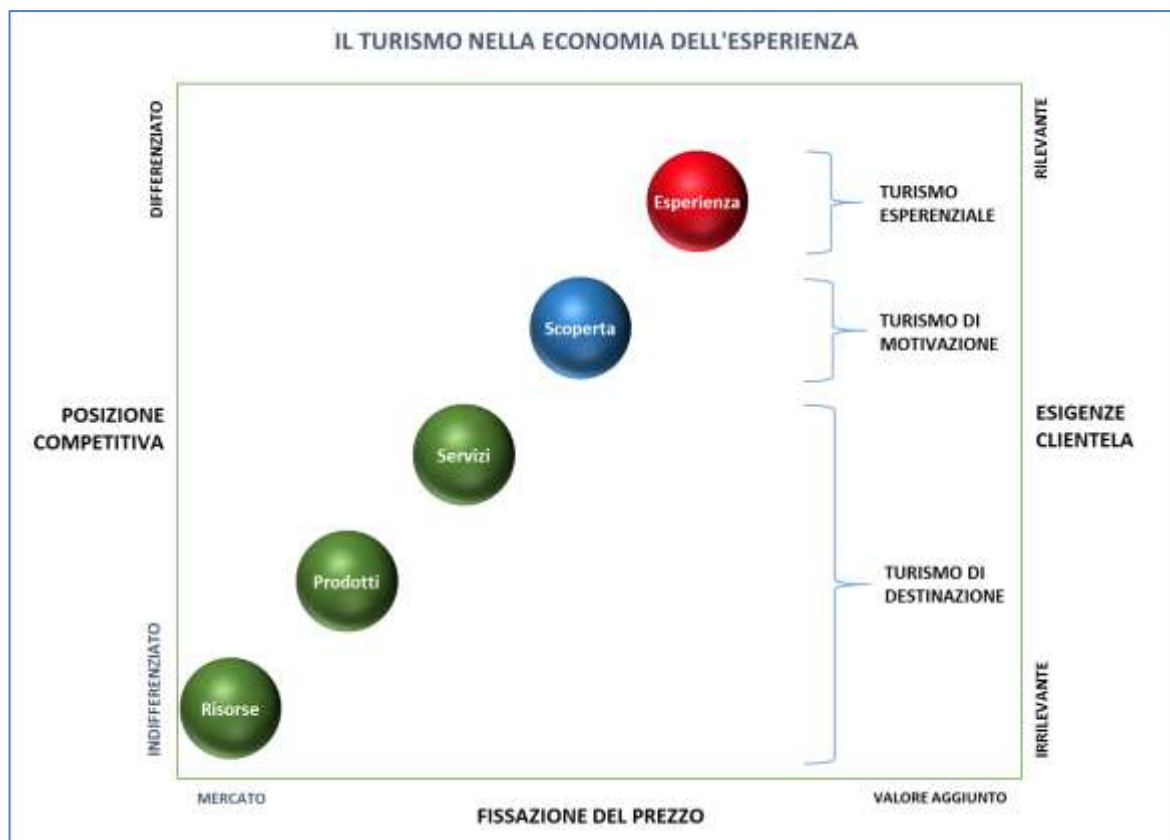 IL TURISMO NELLA ECONOMIA DELL'ESPERIENZA
DIFFERENZIATO
RILEVANTE
Esperienza
TURISMO
ESPERENZIALE
Scoperta
TURISMO DI
MOTIVAZIONE
POSIZIONE
COMPETITIVA
ESIGENZE
CLIENTELA
Servizi
Prodotti
TURISMO DI
DESTINAZIONE
INDIFFERENZIATO
IRRILEVANTE
Risorse
MERCATO
FISSAZIONE DEL PREZZO
VALORE AGGIUNTO